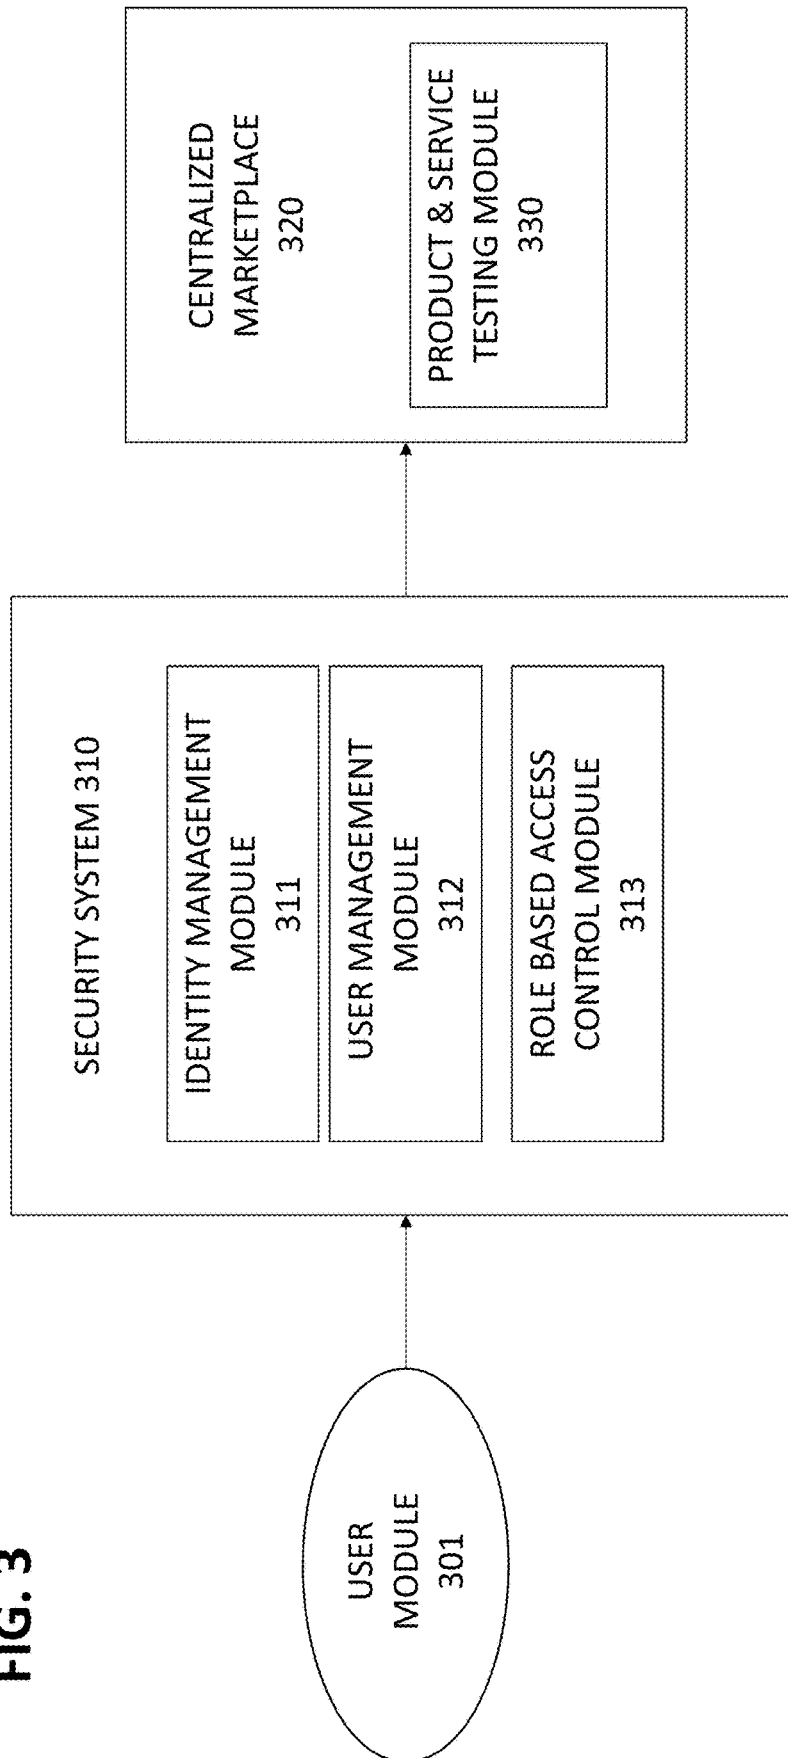 FIG. 3
USER
MODULE
301
SECURITY SYSTEM 310
IDENTITY MANAGEMENT
MODULE
311
USER MANAGEMENT
MODULE
312
ROLE BASED ACCESS
CONTROL MODULE
313
CENTRALIZED
MARKETPLACE
320
PRODUCT & SERVICE
TESTING MODULE
330